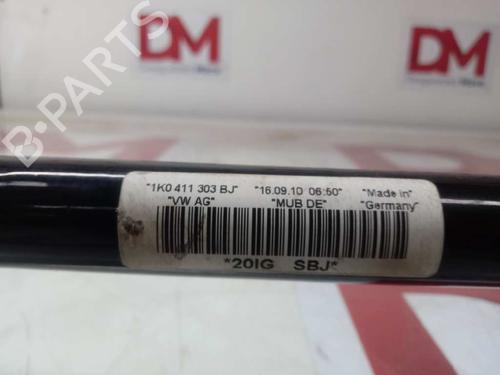 DM
DM
B-PARTS
"1K0 411 303 BJ" "16.09.10 06:50" "Made in"
"VW AG" "MUB DE" "Germany"
*20IG SBJ*